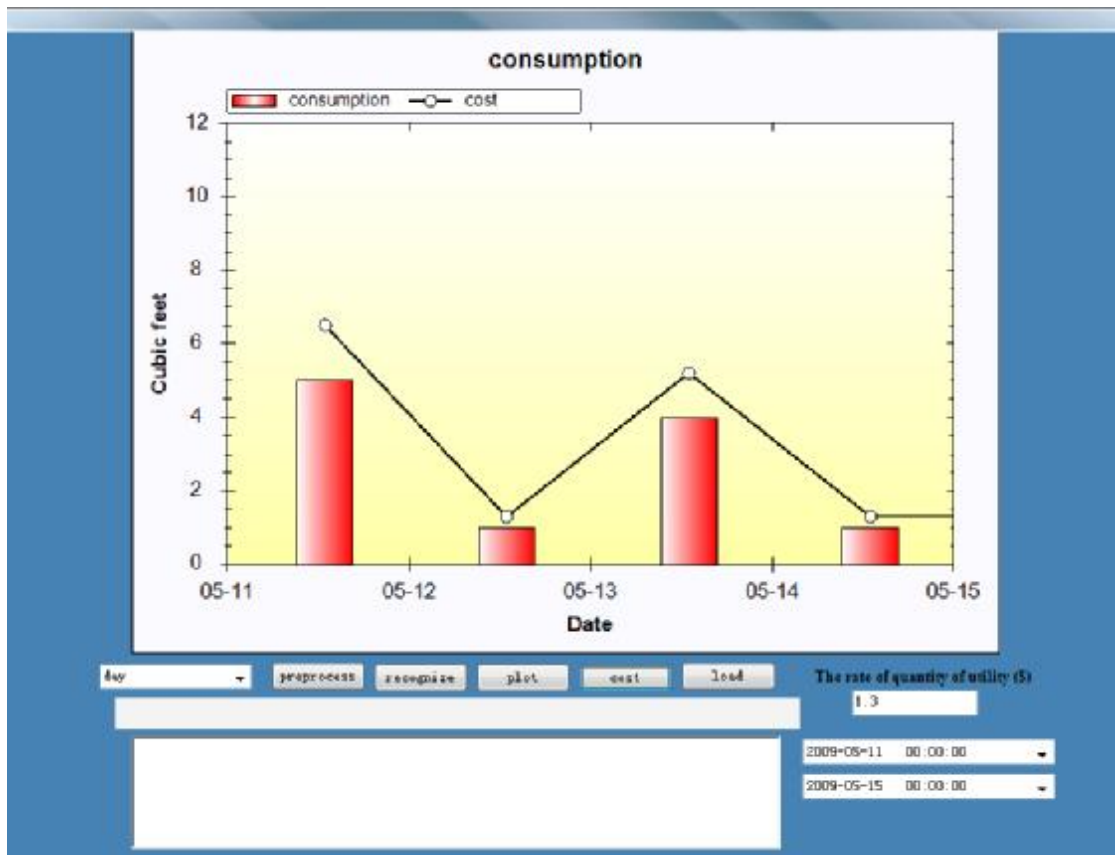 consumption
consumption cost
12
10
8
6
4
2
0
Cubic feet
05-11 05-12 05-13 05-14 05-15
Date
day preprocess recognize plot cost load The rate of quantity of utility ($)
1.3
2009-05-11 00:00:00
2009-05-15 00:00:00